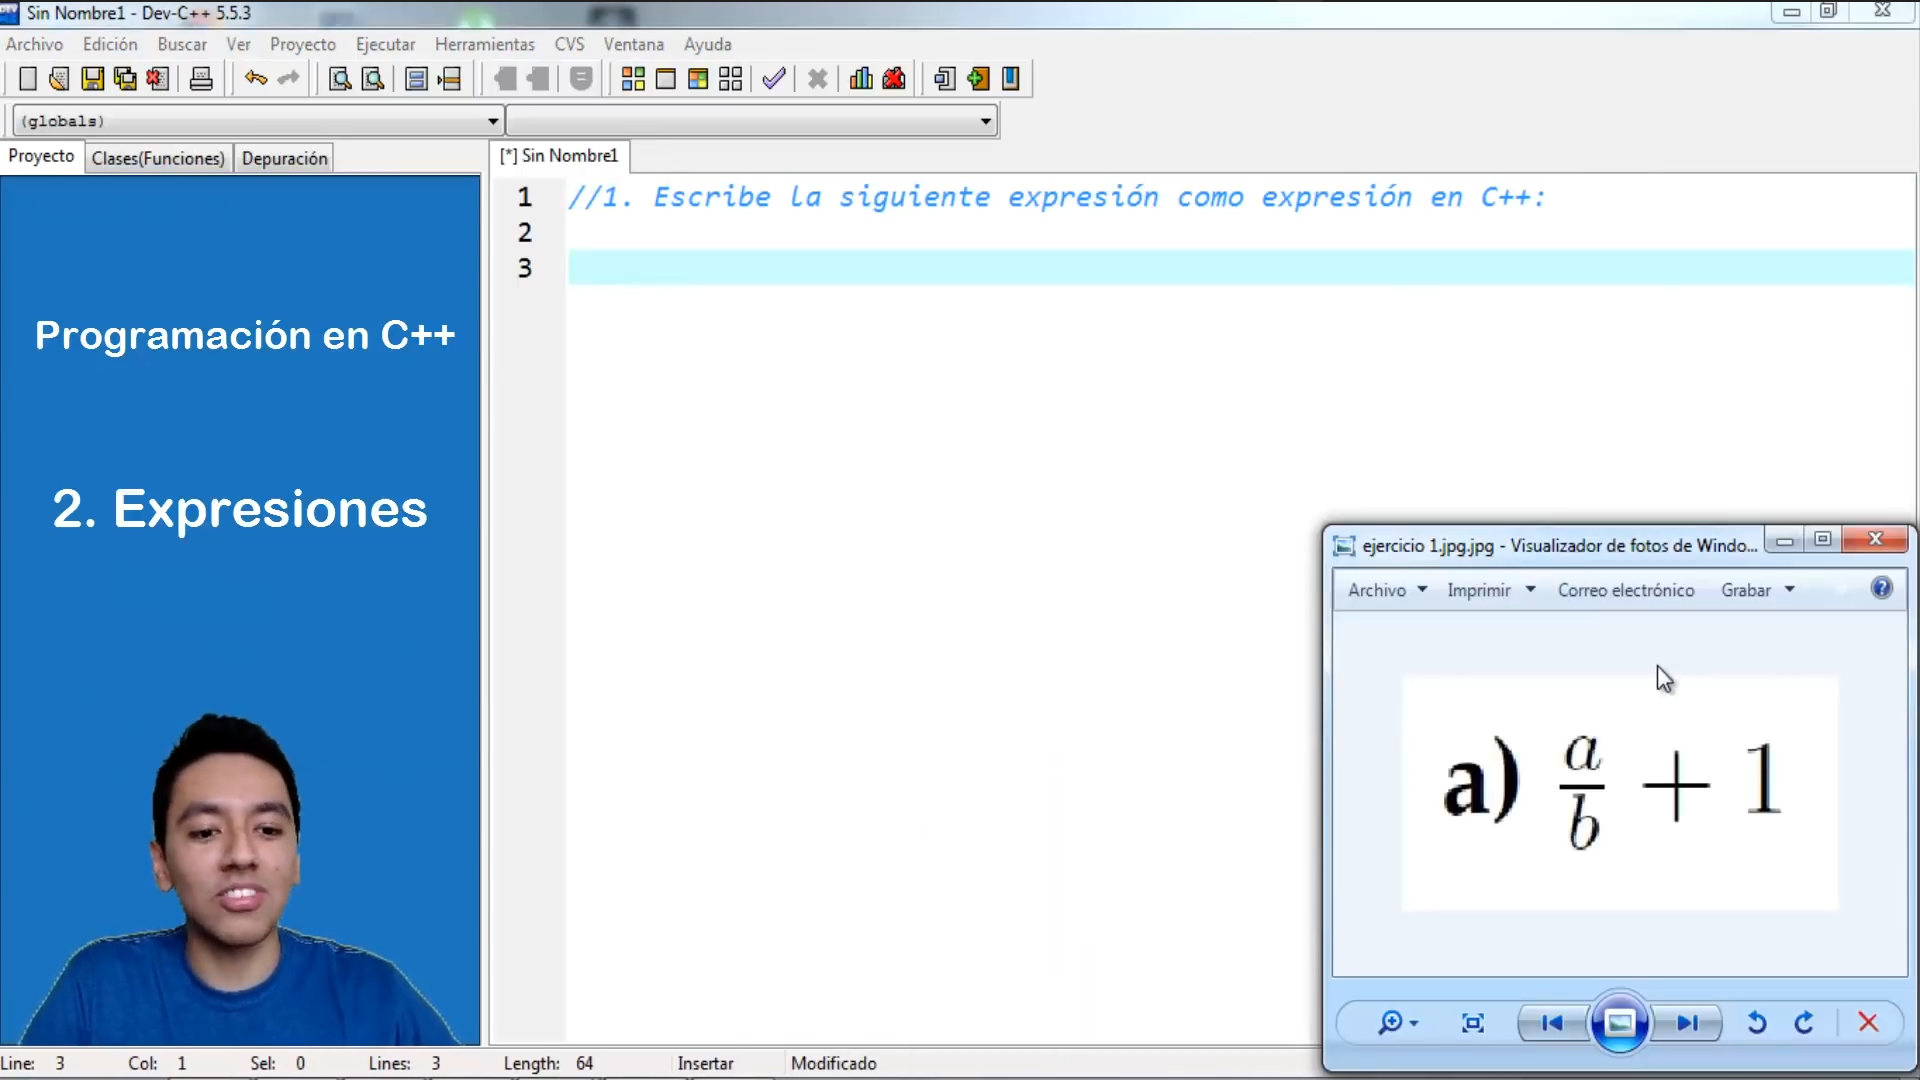 Sin Nombre1 - Dev-C++ 5.5.3
Archivo Edición Buscar Ver Proyecto Ejecutar Herramientas CVS Ventana Ayuda
(globals)
Proyecto Clases(Funciones) Depuración
[*] Sin Nombre1
1 //1. Escribe la siguiente expresión como expresión en C++:
2
3
Programación en C++
2. Expresiones
ejercicio 1.jpg.jpg - Visualizador de fotos de Windo...
Archivo Imprimir Correo electrónico Grabar
a) a/b + 1
Line: 3 Col: 1 Sel: 0 Lines: 3 Length: 64 Insertar Modificado